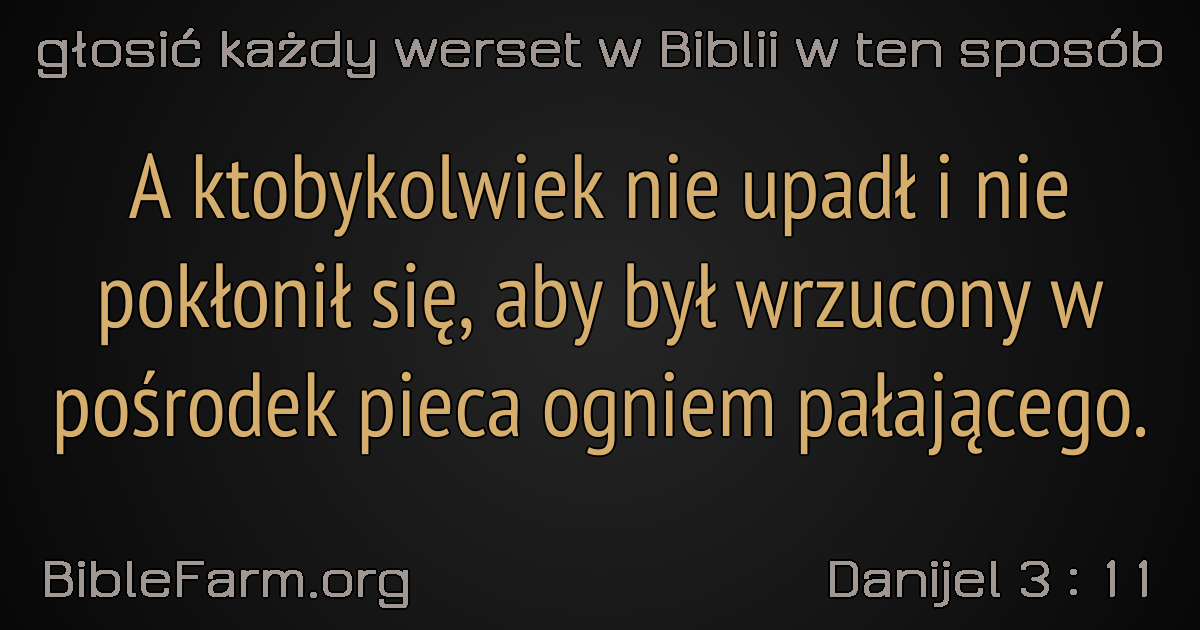 głosić każdy werset w Biblii w ten sposób
A ktobykolwiek nie upadł i nie
pokłonił się, aby był wrzucony w
pośrodek pieca ogniem pałającego.
BibleFarm.org
Danijel 3 : 11